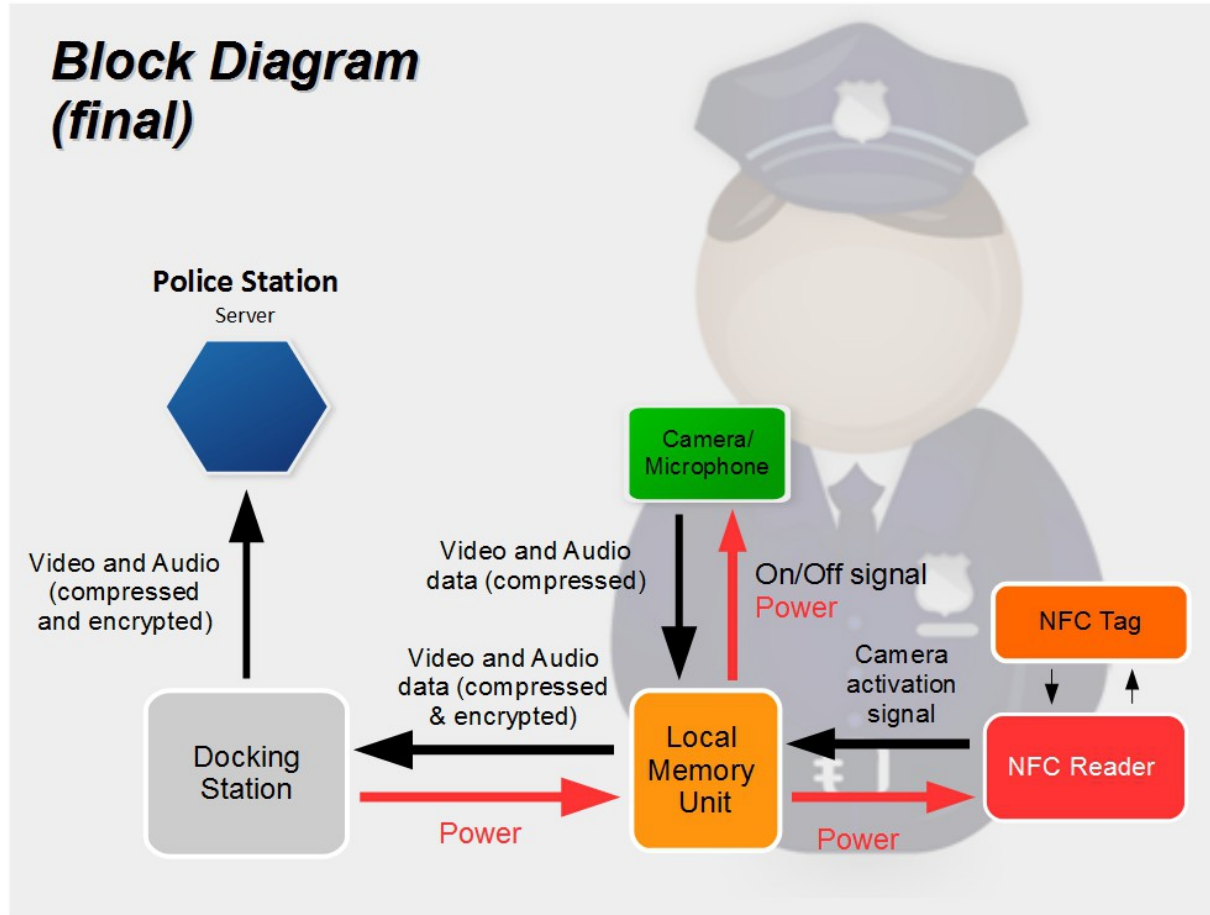 Block Diagram
(final)
Police Station
Server
Camera/
Microphone
Video and Audio
(compressed
and encrypted)
Video and Audio
data (compressed)
On/Off signal
Power
NFC Tag
Video and Audio
data (compressed
& encrypted)
Camera
activation
signal
Docking
Station
Local
Memory
Unit
NFC Reader
Power
Power